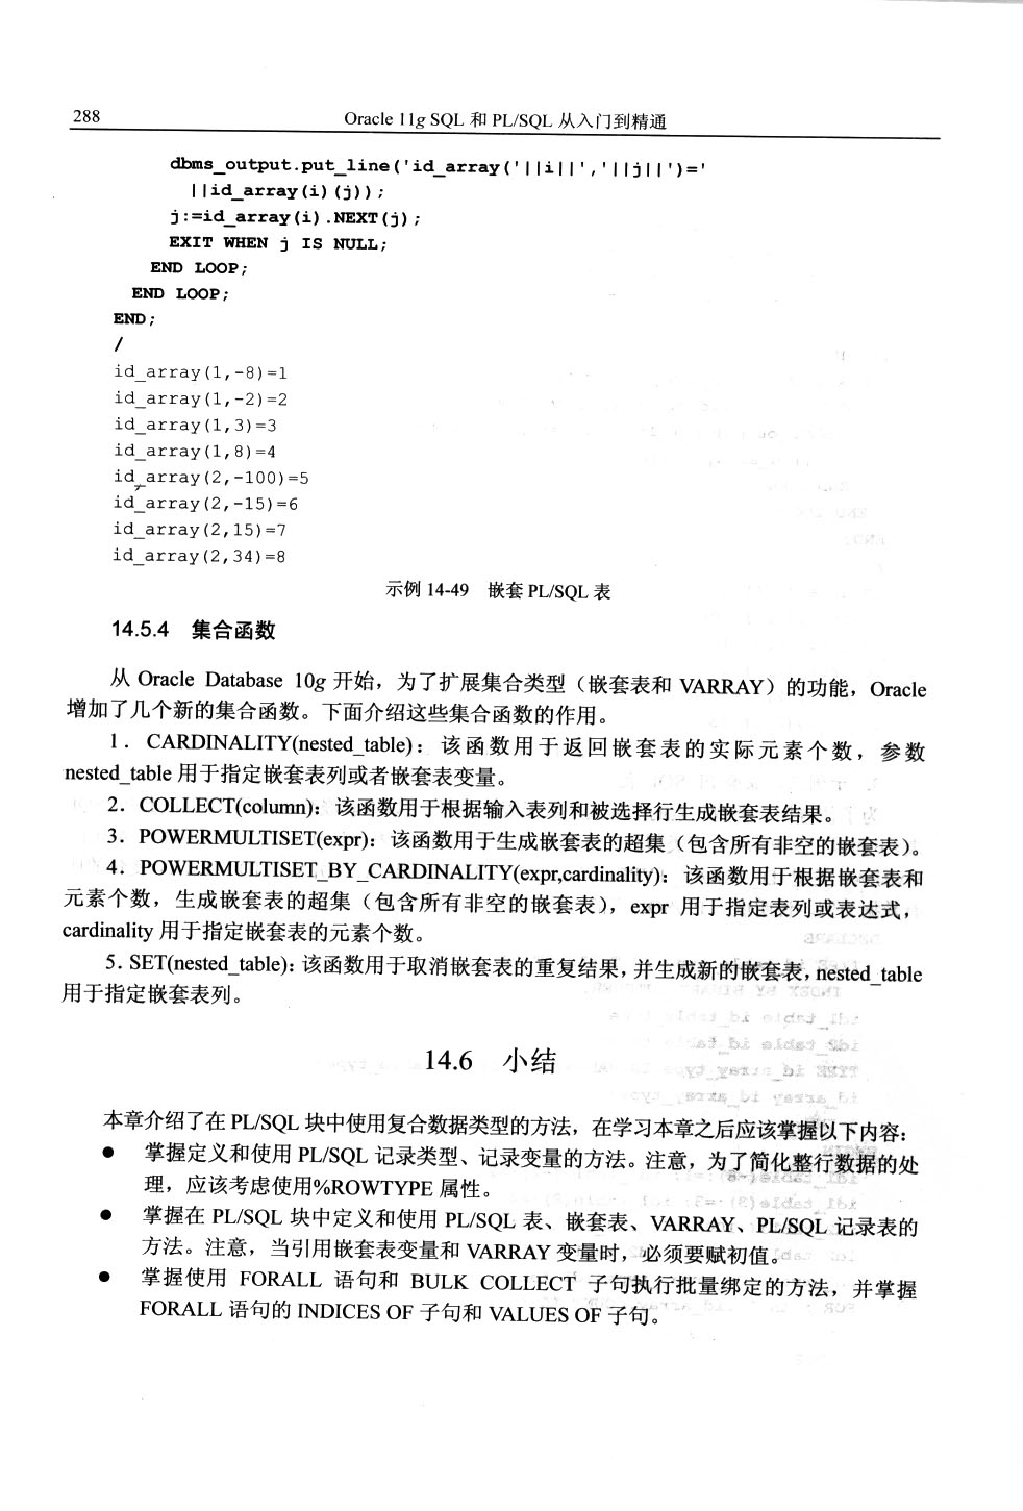 288
Oracle 11g SQL 和 PL/SQL 从入门到精通
dbms_output.put_line('id_array('||i||','||j||')='
||id_array(i)(j));
j:=id_array(i).NEXT(j);
EXIT WHEN j IS NULL;
END LOOP;
END LOOP;
END;
/
id_array(1,-8)=1
id_array(1,-2)=2
id_array(1,3)=3
id_array(1,8)=4
id_array(2,-100)=5
id_array(2,-15)=6
id_array(2,15)=7
id_array(2,34)=8
示例 14-49 嵌套 PL/SQL 表
14.5.4 集合函数
从 Oracle Database 10g 开始，为了扩展集合类型（嵌套表和 VARRAY）的功能，Oracle
增加了几个新的集合函数。下面介绍这些集合函数的作用。
1．CARDINALITY(nested_table)：该函数用于返回嵌套表的实际元素个数，参数
nested_table 用于指定嵌套表列或者嵌套表变量。
2．COLLECT(column)：该函数用于根据输入表列和被选择行生成嵌套表结果。
3．POWERMULTISET(expr)：该函数用于生成嵌套表的超集（包含所有非空的嵌套表）。
4．POWERMULTISET_BY_CARDINALITY(expr,cardinality)：该函数用于根据嵌套表和
元素个数，生成嵌套表的超集（包含所有非空的嵌套表），expr 用于指定表列或表达式，
cardinality 用于指定嵌套表的元素个数。
5．SET(nested_table)：该函数用于取消嵌套表的重复结果，并生成新的嵌套表，nested_table
用于指定嵌套表列。
14.6 小结
本章介绍了在 PL/SQL 块中使用复合数据类型的方法，在学习本章之后应该掌握以下内容：
● 掌握定义和使用 PL/SQL 记录类型、记录变量的方法。注意，为了简化整行数据的处
理，应该考虑使用%ROWTYPE 属性。
● 掌握在 PL/SQL 块中定义和使用 PL/SQL 表、嵌套表、VARRAY、PL/SQL 记录表的
方法。注意，当引用嵌套表变量和 VARRAY 变量时，必须要赋初值。
● 掌握使用 FORALL 语句和 BULK COLLECT 子句执行批量绑定的方法，并掌握
FORALL 语句的 INDICES OF 子句和 VALUES OF 子句。